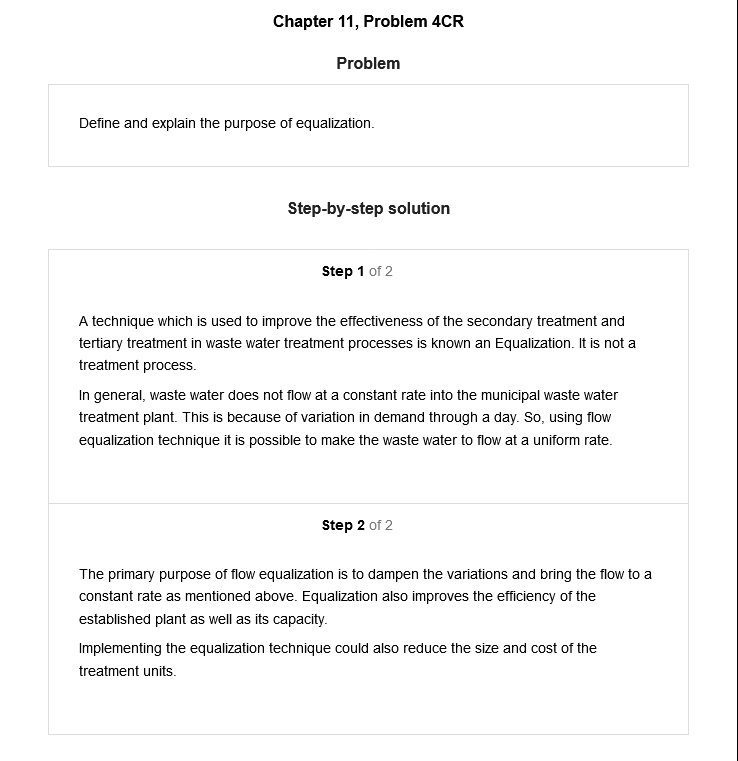 Chapter 11, Problem 4CR
Problem
Define and explain the purpose of equalization.
Step-by-step solution
Step 1 of 2
A technique which is used to improve the effectiveness of the secondary treatment and
tertiary treatment in waste water treatment processes is known an Equalization. It is not a
treatment process.
In general, waste water does not flow at a constant rate into the municipal waste water
treatment plant. This is because of variation in demand through a day. So, using flow
equalization technique it is possible to make the waste water to flow at a uniform rate.
Step 2 of 2
The primary purpose of flow equalization is to dampen the variations and bring the flow to a
constant rate as mentioned above. Equalization also improves the efficiency of the
established plant as well as its capacity.
Implementing the equalization technique could also reduce the size and cost of the
treatment units.